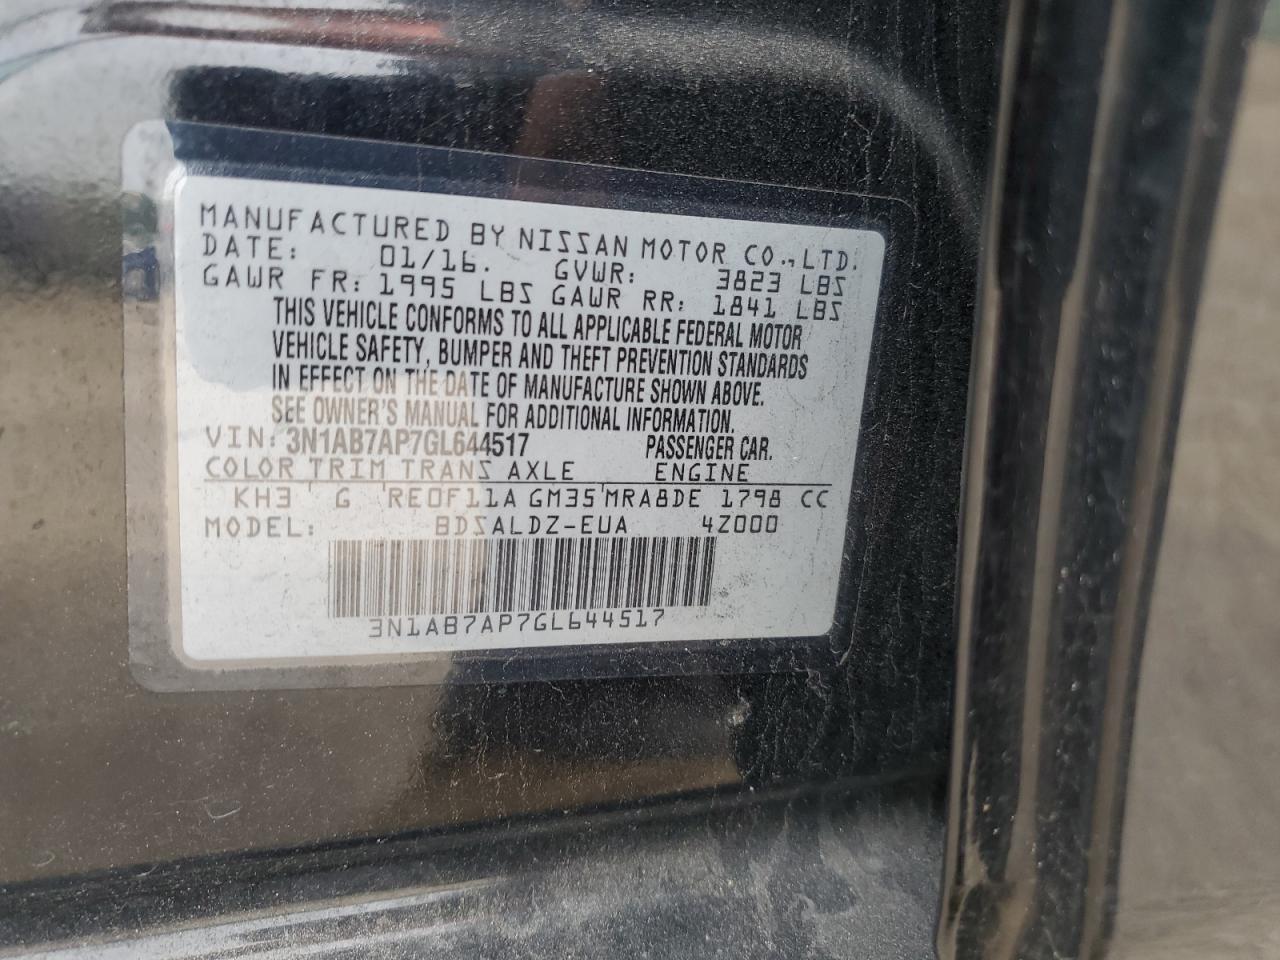 MANUFACTURED BY NISSAN MOTOR CO., LTD.
DATE: 01/16. GVWR: 3823 LBS
GAWR FR: 1995 LBS GAWR RR: 1841 LBS
THIS VEHICLE CONFORMS TO ALL APPLICABLE FEDERAL MOTOR
VEHICLE SAFETY, BUMPER AND THEFT PREVENTION STANDARDS
IN EFFECT ON THE DATE OF MANUFACTURE SHOWN ABOVE.
SEE OWNER'S MANUAL FOR ADDITIONAL INFORMATION.
VIN: 3N1AB7AP7GL644517 PASSENGER CAR.
COLOR TRIM TRANS AXLE ENGINE
KH3 G RE0F11A GM35 MRA8DE 1798 CC
MODEL: BDSALDZ-EUA 4Z000
3N1AB7AP7GL644517